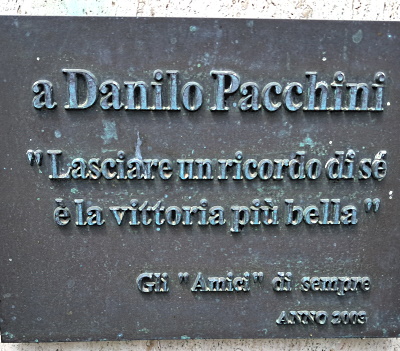 a Danilo Pacchini
"Lasciare un ricordo di sé
è la vittoria più bella"
Gli "Amici" di sempre
ANNO 2003